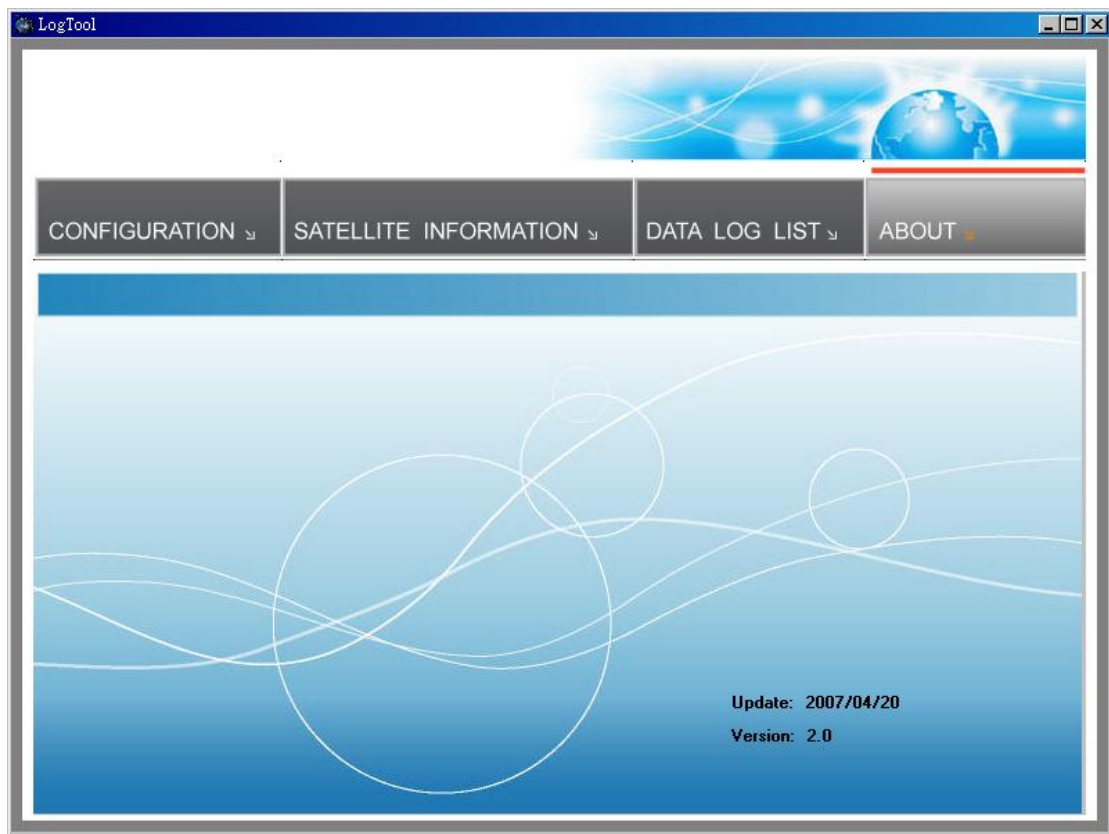 LogTool
CONFIGURATION SATELLITE INFORMATION DATA LOG LIST ABOUT
Update: 2007/04/20
Version: 2.0